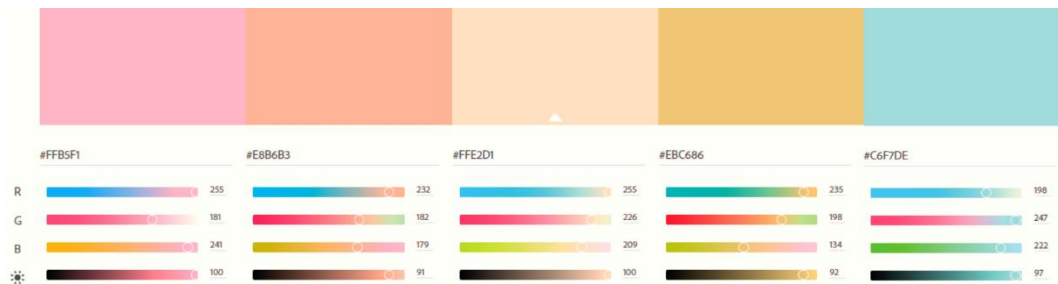 #FFB5F1 #E8B6B3 #FFE2D1 #EBC686 #C6F7DE
R 255 232 255 235 198
G 181 182 226 198 247
B 241 179 209 134 222
100 91 100 92 97